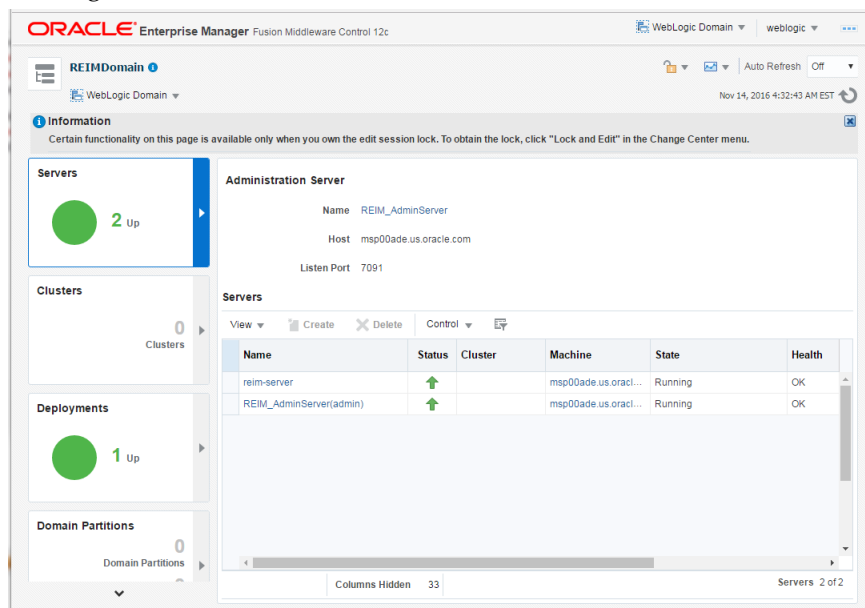 ORACLE Enterprise Manager Fusion Middleware Control 12c WebLogic Domain weblogic
REIMDomain Auto Refresh Off
WebLogic Domain Nov 14, 2016 4:32:43 AM EST
Information
Certain functionality on this page is available only when you own the edit session lock. To obtain the lock, click "Lock and Edit" in the Change Center menu.
Servers
2 Up
Clusters
0
Clusters
Deployments
1 Up
Domain Partitions
0
Domain Partitions
Administration Server
Name REIM_AdminServer
Host msp00ade.us.oracle.com
Listen Port 7091
Servers
View Create Delete Control
Name Status Cluster Machine State Health
reim-server msp00ade.us.oracl... Running OK
REIM_AdminServer(admin) msp00ade.us.oracl... Running OK
Columns Hidden 33 Servers 2 of 2